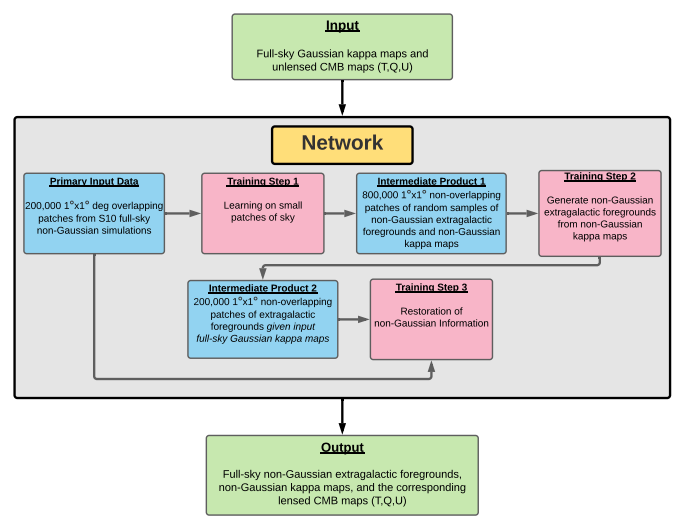 Input
Full-sky Gaussian kappa maps and
unlensed CMB maps (T,Q,U)
Network
Primary Input Data
200,000 1°x1° deg overlapping
patches from S10 full-sky
non-Gaussian simulations
Training Step 1
Learning on small
patches of sky
Intermediate Product 1
800,000 1°x1° non-overlapping
patches of random samples of
non-Gaussian extragalactic
foregrounds and non-Gaussian
kappa maps
Training Step 2
Generate non-Gaussian
extragalactic foregrounds
from non-Gaussian
kappa maps
Intermediate Product 2
200,000 1°x1° non-overlapping
patches of extragalactic
foregrounds given input
full-sky Gaussian kappa maps
Training Step 3
Restoration of
non-Gaussian Information
Output
Full-sky non-Gaussian extragalactic foregrounds,
non-Gaussian kappa maps, and the corresponding
lensed CMB maps (T,Q,U)